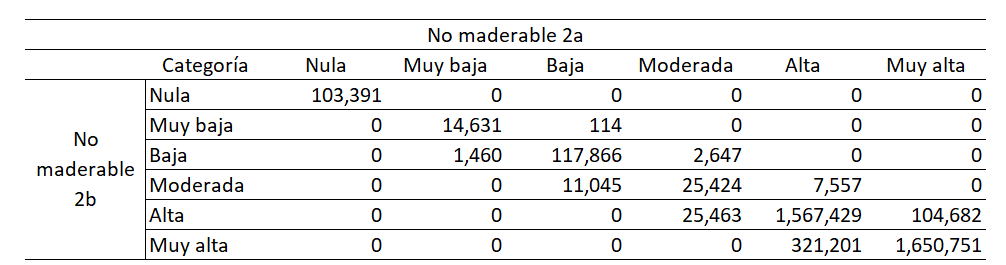 No maderable 2a
Categoría Nula Muy baja Baja Moderada Alta Muy alta
No maderable 2b
Nula 103,391 0 0 0 0 0
Muy baja 0 14,631 114 0 0 0
Baja 0 1,460 117,866 2,647 0 0
Moderada 0 0 11,045 25,424 7,557 0
Alta 0 0 0 25,463 1,567,429 104,682
Muy alta 0 0 0 0 321,201 1,650,751